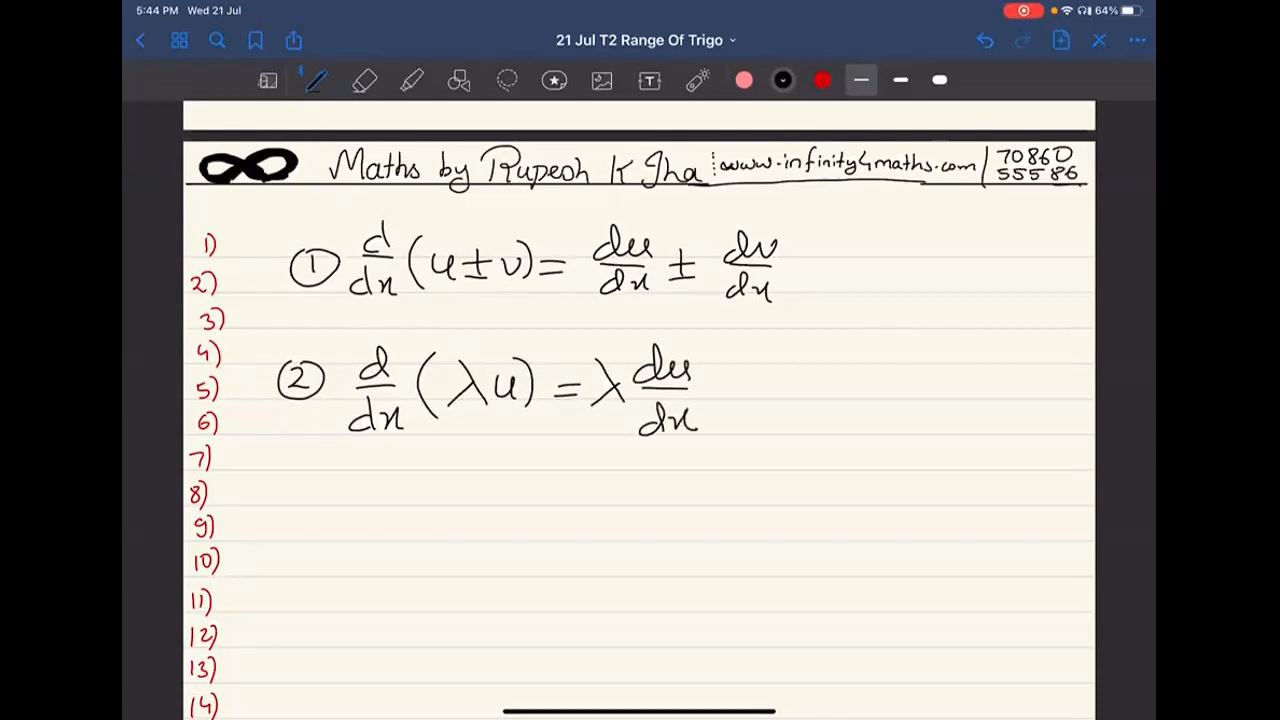 5:44 PM Wed 21 Jul 64%
21 Jul T2 Range Of Trigo
T
∞ Maths by Rupesh K Jha www.infinity4maths.com / 70860 55586
1)
① d/dx (u ± v) = du/dx ± dv/dx
2)
3)
4)
② d/dx (λu) = λ du/dx
5)
6)
7)
8)
9)
10)
11)
12)
13)
14)